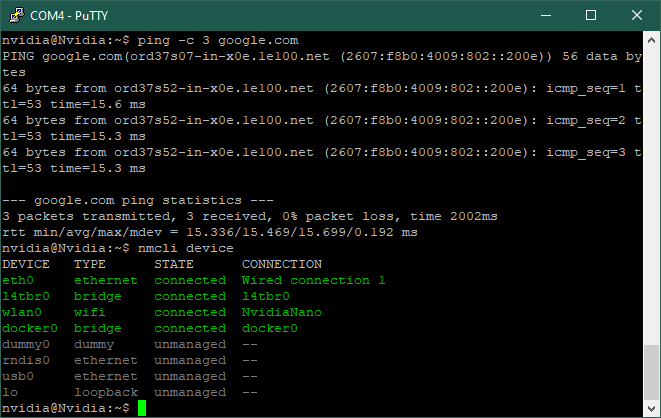 COM4 - PuTTY
nvidia@Nvidia:~$ ping -c 3 google.com
PING google.com(ord37s07-in-x0e.1e100.net (2607:f8b0:4009:802::200e)) 56 data by
tes
64 bytes from ord37s52-in-x0e.1e100.net (2607:f8b0:4009:802::200e): icmp_seq=1 t
tl=53 time=15.6 ms
64 bytes from ord37s52-in-x0e.1e100.net (2607:f8b0:4009:802::200e): icmp_seq=2 t
tl=53 time=15.3 ms
64 bytes from ord37s52-in-x0e.1e100.net (2607:f8b0:4009:802::200e): icmp_seq=3 t
tl=53 time=15.3 ms
--- google.com ping statistics ---
3 packets transmitted, 3 received, 0% packet loss, time 2002ms
rtt min/avg/max/mdev = 15.336/15.469/15.699/0.192 ms
nvidia@Nvidia:~$ nmcli device
DEVICE   TYPE      STATE      CONNECTION
eth0     ethernet  connected  Wired connection 1
l4tbr0   bridge    connected  l4tbr0
wlan0    wifi      connected  NvidiaNano
docker0  bridge    connected  docker0
dummy0   dummy     unmanaged  --
rndis0   ethernet  unmanaged  --
usb0     ethernet  unmanaged  --
lo       loopback  unmanaged  --
nvidia@Nvidia:~$